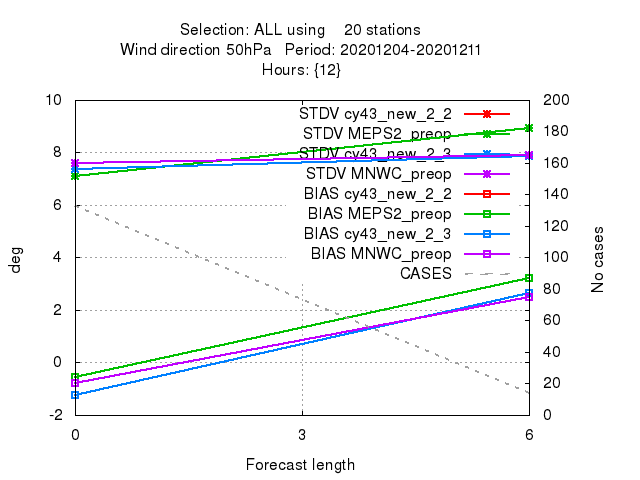 Selection: ALL using    20 stations
Wind direction 50hPa   Period: 20201204-20201211
Hours: {12}
STDV cy43_new_2_2
STDV MEPS2_preop
STDV cy43_new_2_3
STDV MNWC_preop
BIAS cy43_new_2_2
BIAS MEPS2_preop
BIAS cy43_new_2_3
BIAS MNWC_preop
CASES
10
8
6
4
2
0
-2
deg
200
180
160
140
120
100
80
60
40
20
0
No cases
0 3 6
Forecast length